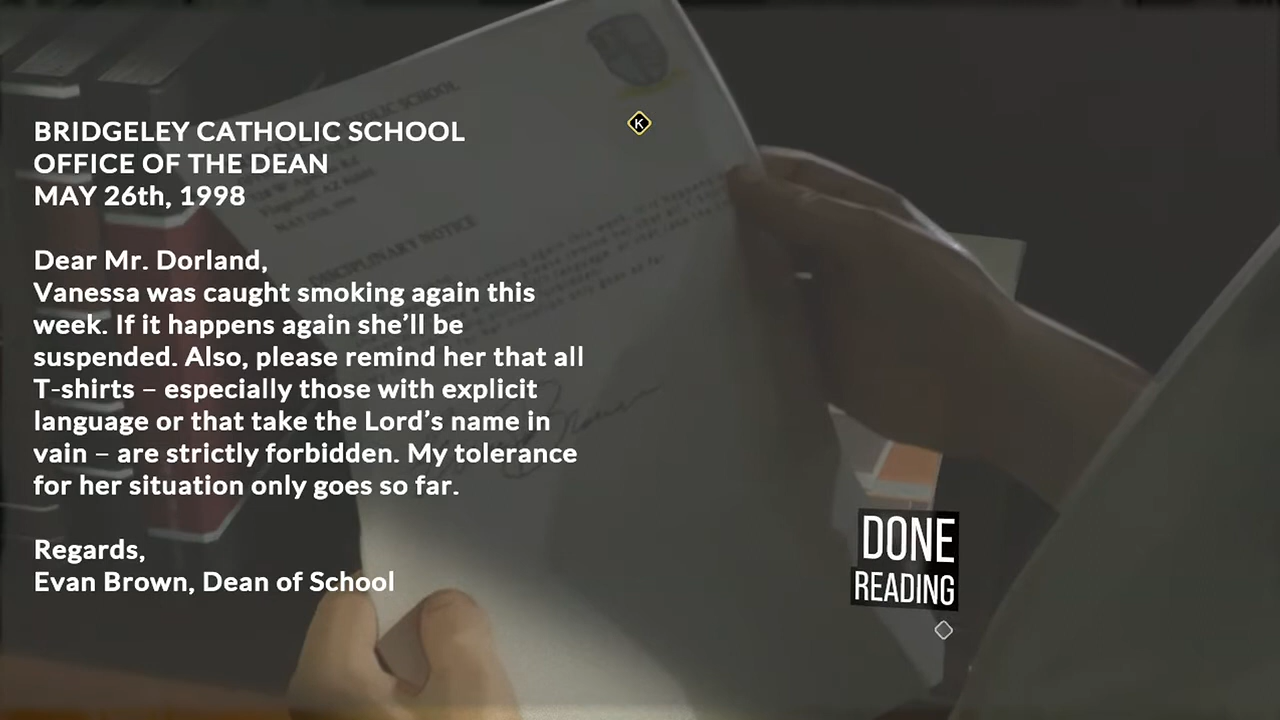 BRIDGELEY CATHOLIC SCHOOL
OFFICE OF THE DEAN
MAY 26th, 1998
Dear Mr. Dorland,
Vanessa was caught smoking again this
week. If it happens again she’ll be
suspended. Also, please remind her that all
T-shirts – especially those with explicit
language or that take the Lord’s name in
vain – are strictly forbidden. My tolerance
for her situation only goes so far.
Regards,
Evan Brown, Dean of School
K
DISCIPLINARY NOTICE
DONE
READING